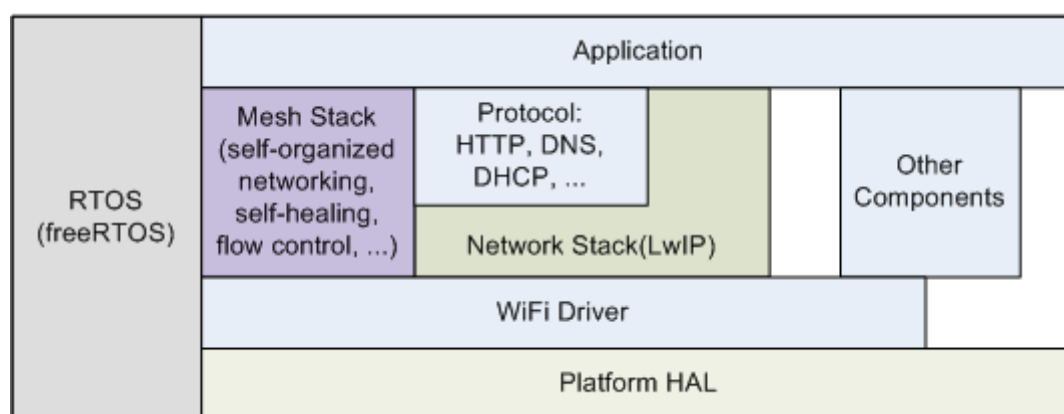 Application
Mesh Stack
(self-organized
networking,
self-healing,
flow control, ...)
Protocol:
HTTP, DNS,
DHCP, ...
Network Stack(LwIP)
Other
Components
RTOS
(freeRTOS)
WiFi Driver
Platform HAL